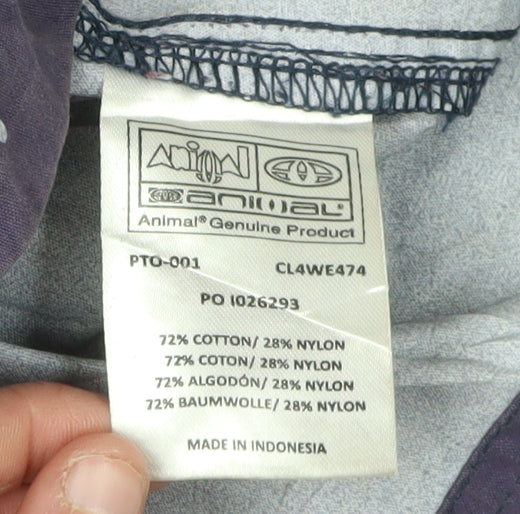 ANIMAL
ANIMAL®
Animal® Genuine Product
PTO-001 CL4WE474
PO I026293
72% COTTON/ 28% NYLON
72% COTON/ 28% NYLON
72% ALGODÓN/ 28% NYLON
72% BAUMWOLLE/ 28% NYLON
MADE IN INDONESIA